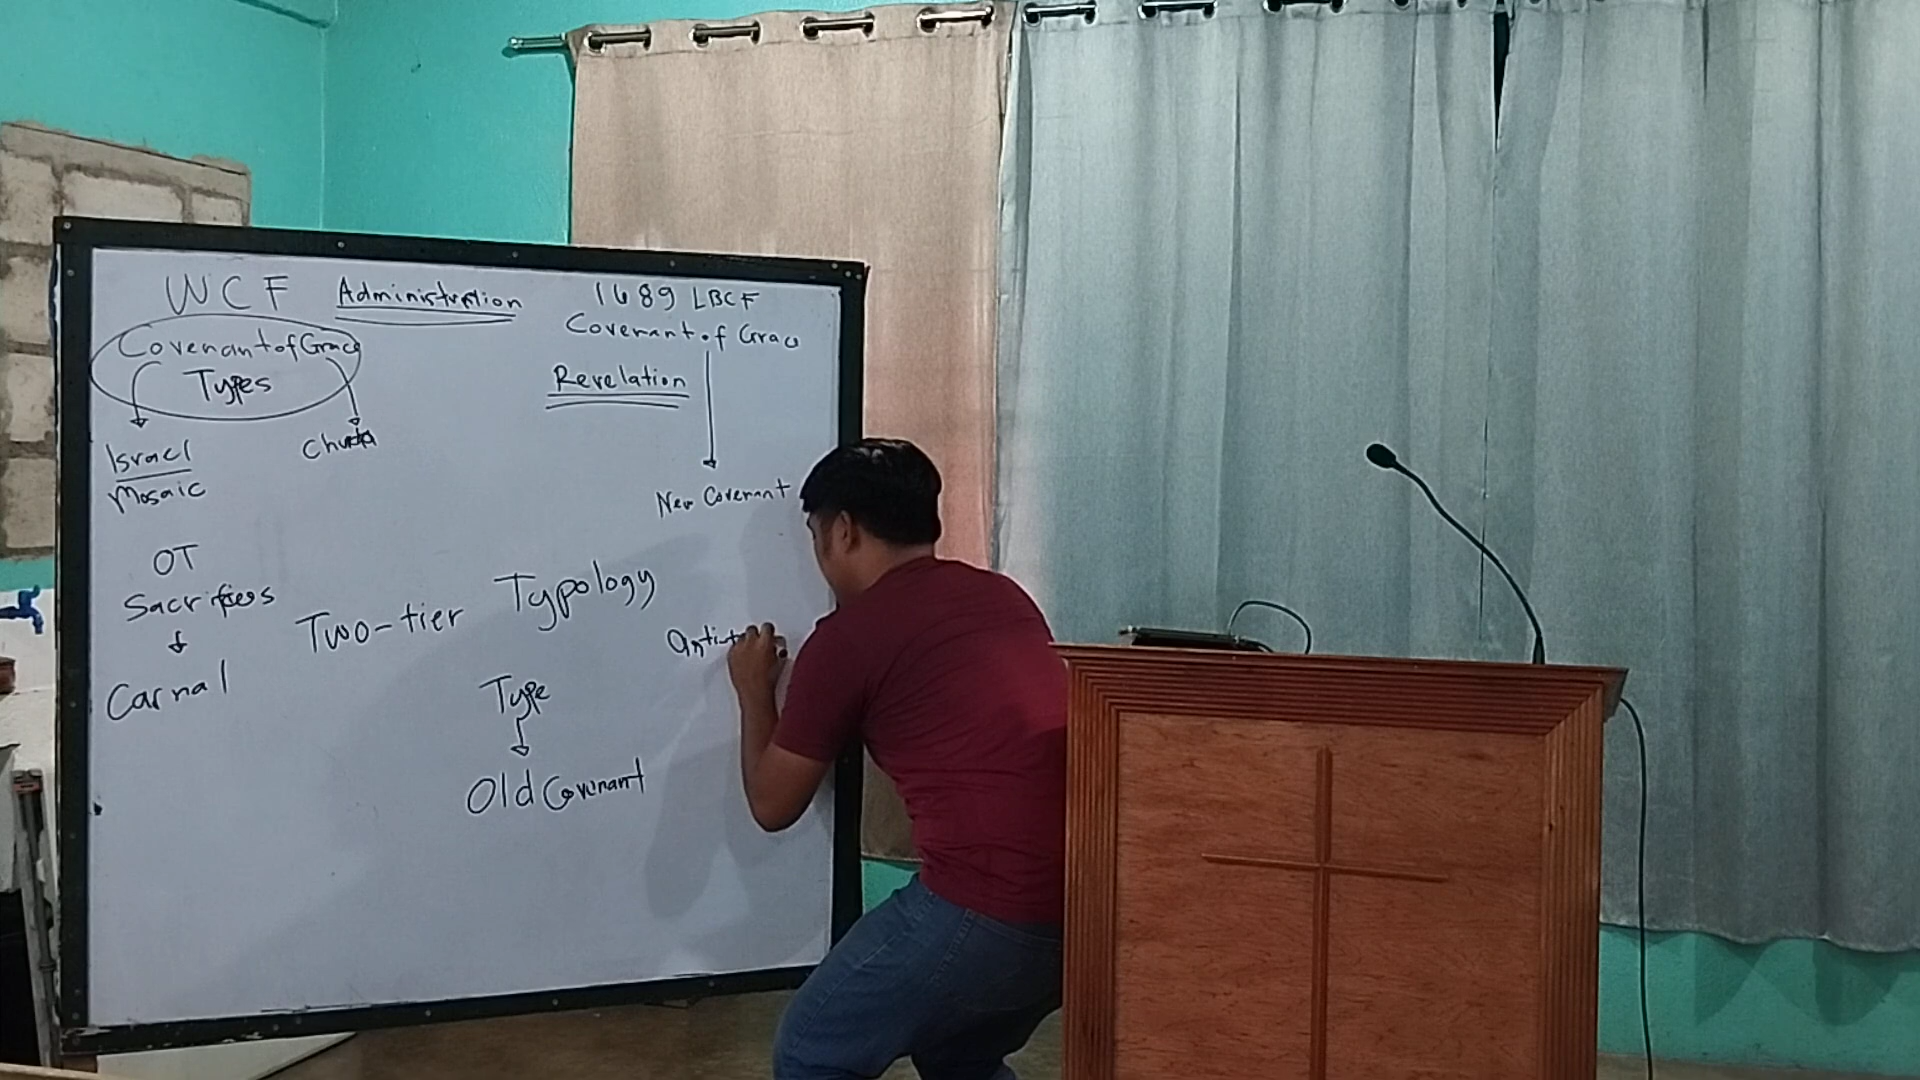 WCF Administration 1689 LBCF
Covenant of Grace
Covenant of Grace
Types
Revelation
Israel
Mosaic
Church
New Covenant
OT
Sacrifices
Carnal
Two-tier Typology
Type
Old Covenant